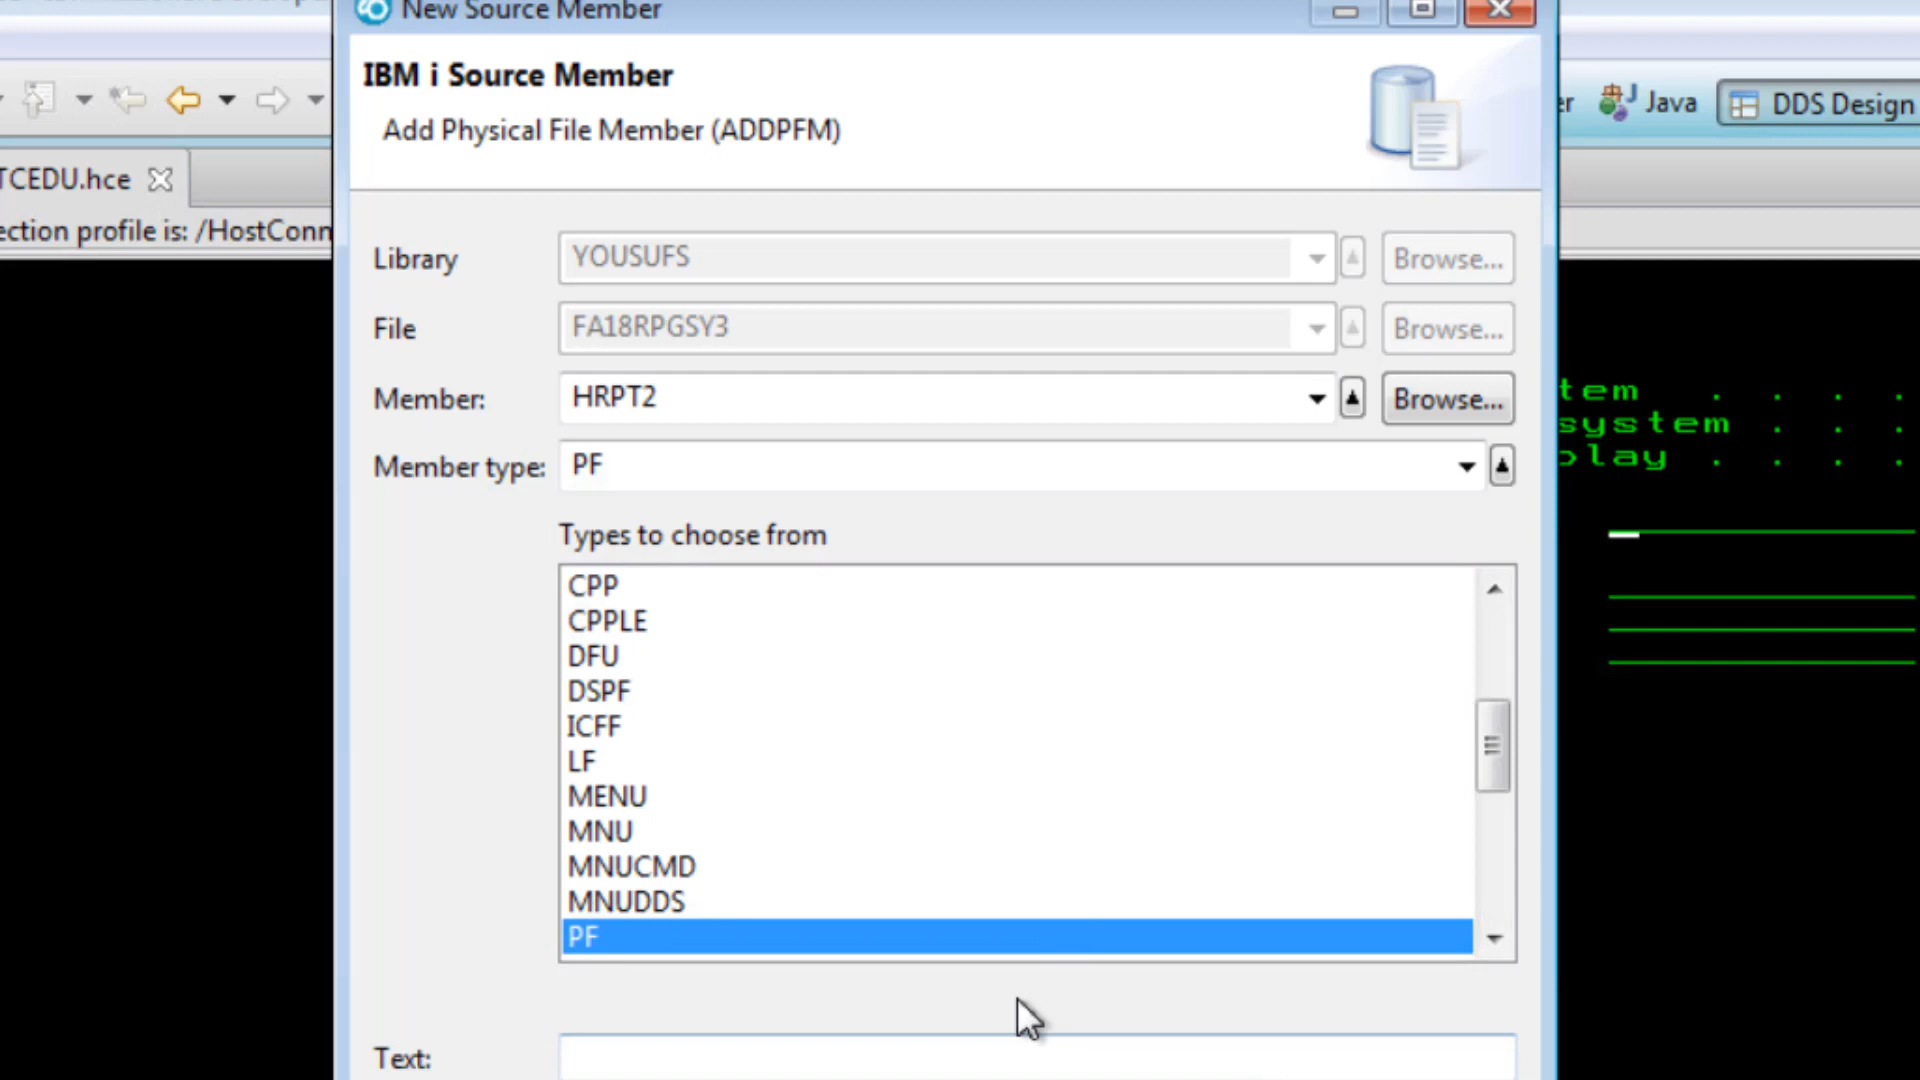 New Source Member
IBM i Source Member
Add Physical File Member (ADDPFM)
Java
DDS Design
TCEDU.hce
ection profile is: /HostConn
Library
YOUSUFS
Browse...
File
FA18RPGSY3
Browse...
Member:
HRPT2
Browse...
tem . . . .
system . . .
play . . . .
Member type:
PF
Types to choose from
CPP
CPPLE
DFU
DSPF
ICFF
LF
MENU
MNU
MNUCMD
MNUDDS
PF
Text: